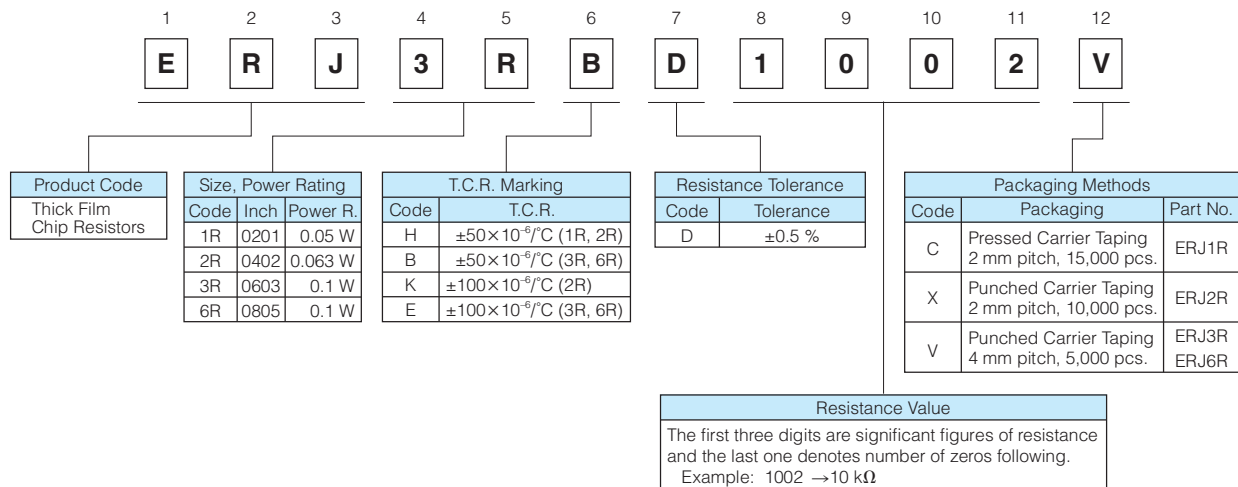 1 2 3 4 5 6 7 8 9 10 11 12
E R J 3 R B D 1 0 0 2 V
Product Code
Thick Film
Chip Resistors
Size, Power Rating
Code Inch Power R.
1R 0201 0.05 W
2R 0402 0.063 W
3R 0603 0.1 W
6R 0805 0.1 W
T.C.R. Marking
Code T.C.R.
H ±50×10⁻⁶/°C (1R, 2R)
B ±50×10⁻⁶/°C (3R, 6R)
K ±100×10⁻⁶/°C (2R)
E ±100×10⁻⁶/°C (3R, 6R)
Resistance Tolerance
Code Tolerance
D ±0.5 %
Packaging Methods
Code Packaging Part No.
C Pressed Carrier Taping
2 mm pitch, 15,000 pcs. ERJ1R
X Punched Carrier Taping
2 mm pitch, 10,000 pcs. ERJ2R
V Punched Carrier Taping ERJ3R
4 mm pitch, 5,000 pcs. ERJ6R
Resistance Value
The first three digits are significant figures of resistance
and the last one denotes number of zeros following.
Example: 1002 →10 kΩ